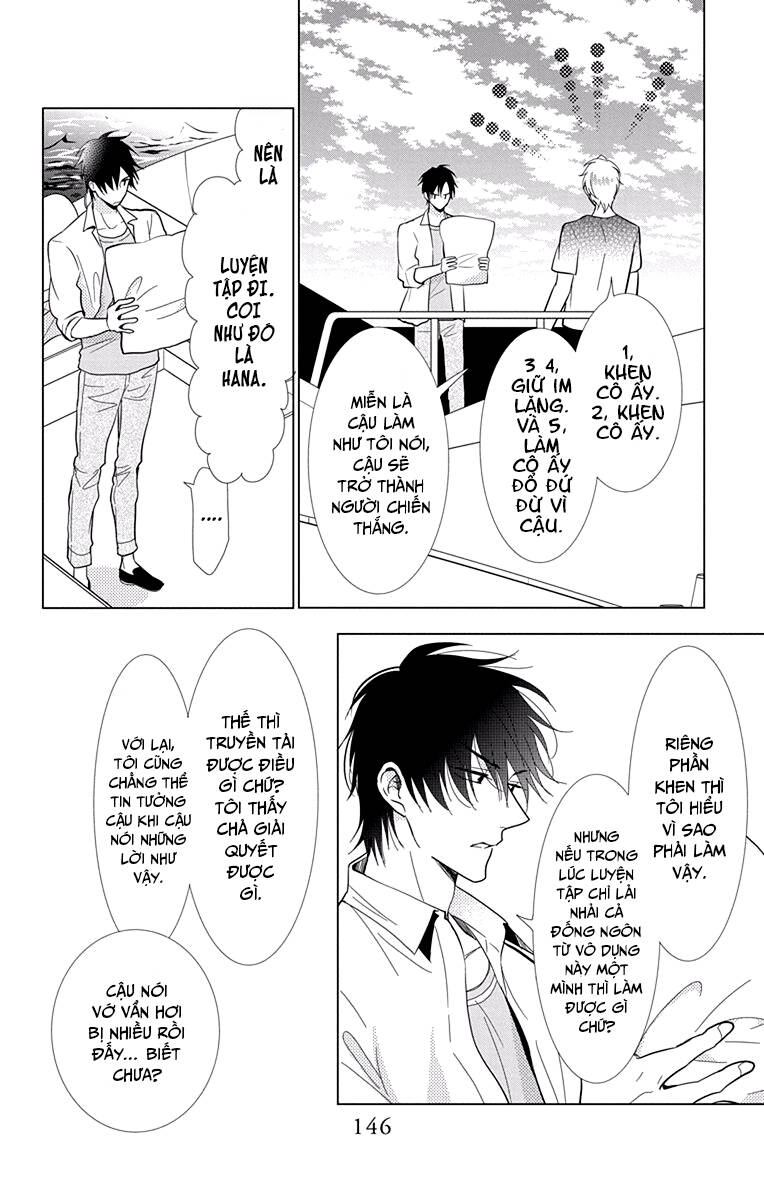 1,
KHEN
CÔ ẤY.
2, KHEN
CÔ ẤY.
3 4,
GIỮ IM
LẶNG.
VÀ 5,
LÀM
CÔ ẤY
ĐỔ ĐỨ
ĐỪ VÌ
CẬU.
MIỄN LÀ
CẬU LÀM
NHƯ TÔI NÓI,
CẬU SẼ
TRỞ THÀNH
NGƯỜI CHIẾN
THẮNG.
NÊN
LÀ
LUYỆN
TẬP ĐI.
COI
NHƯ ĐÓ
LÀ
HANA.
....
RIÊNG
PHẦN
KHEN THÌ
TÔI HIỂU
VÌ SAO
PHẢI LÀM
VẬY.
NHƯNG
NẾU TRONG
LÚC LUYỆN
TẬP CHỈ LẢI
NHẢI CẢ
ĐỐNG NGÔN
TỪ VÔ DỤNG
NÀY MỘT
MÌNH THÌ LÀM
ĐƯỢC GÌ
CHỨ?
THẾ THÌ
TRUYỀN TẢI
ĐƯỢC ĐIỀU
GÌ CHỨ?
TÔI THẤY
CHẢ GIẢI
QUYẾT
ĐƯỢC
GÌ.
VỚI LẠI,
TÔI CŨNG
CHẲNG THỂ
TIN TƯỞNG
CẬU KHI CẬU
NÓI NHỮNG
LỜI NHƯ
VẬY.
CẬU NÓI
VỚ VẨN HƠI
BỊ NHIỀU RỒI
ĐẤY... BIẾT
CHƯA?
146